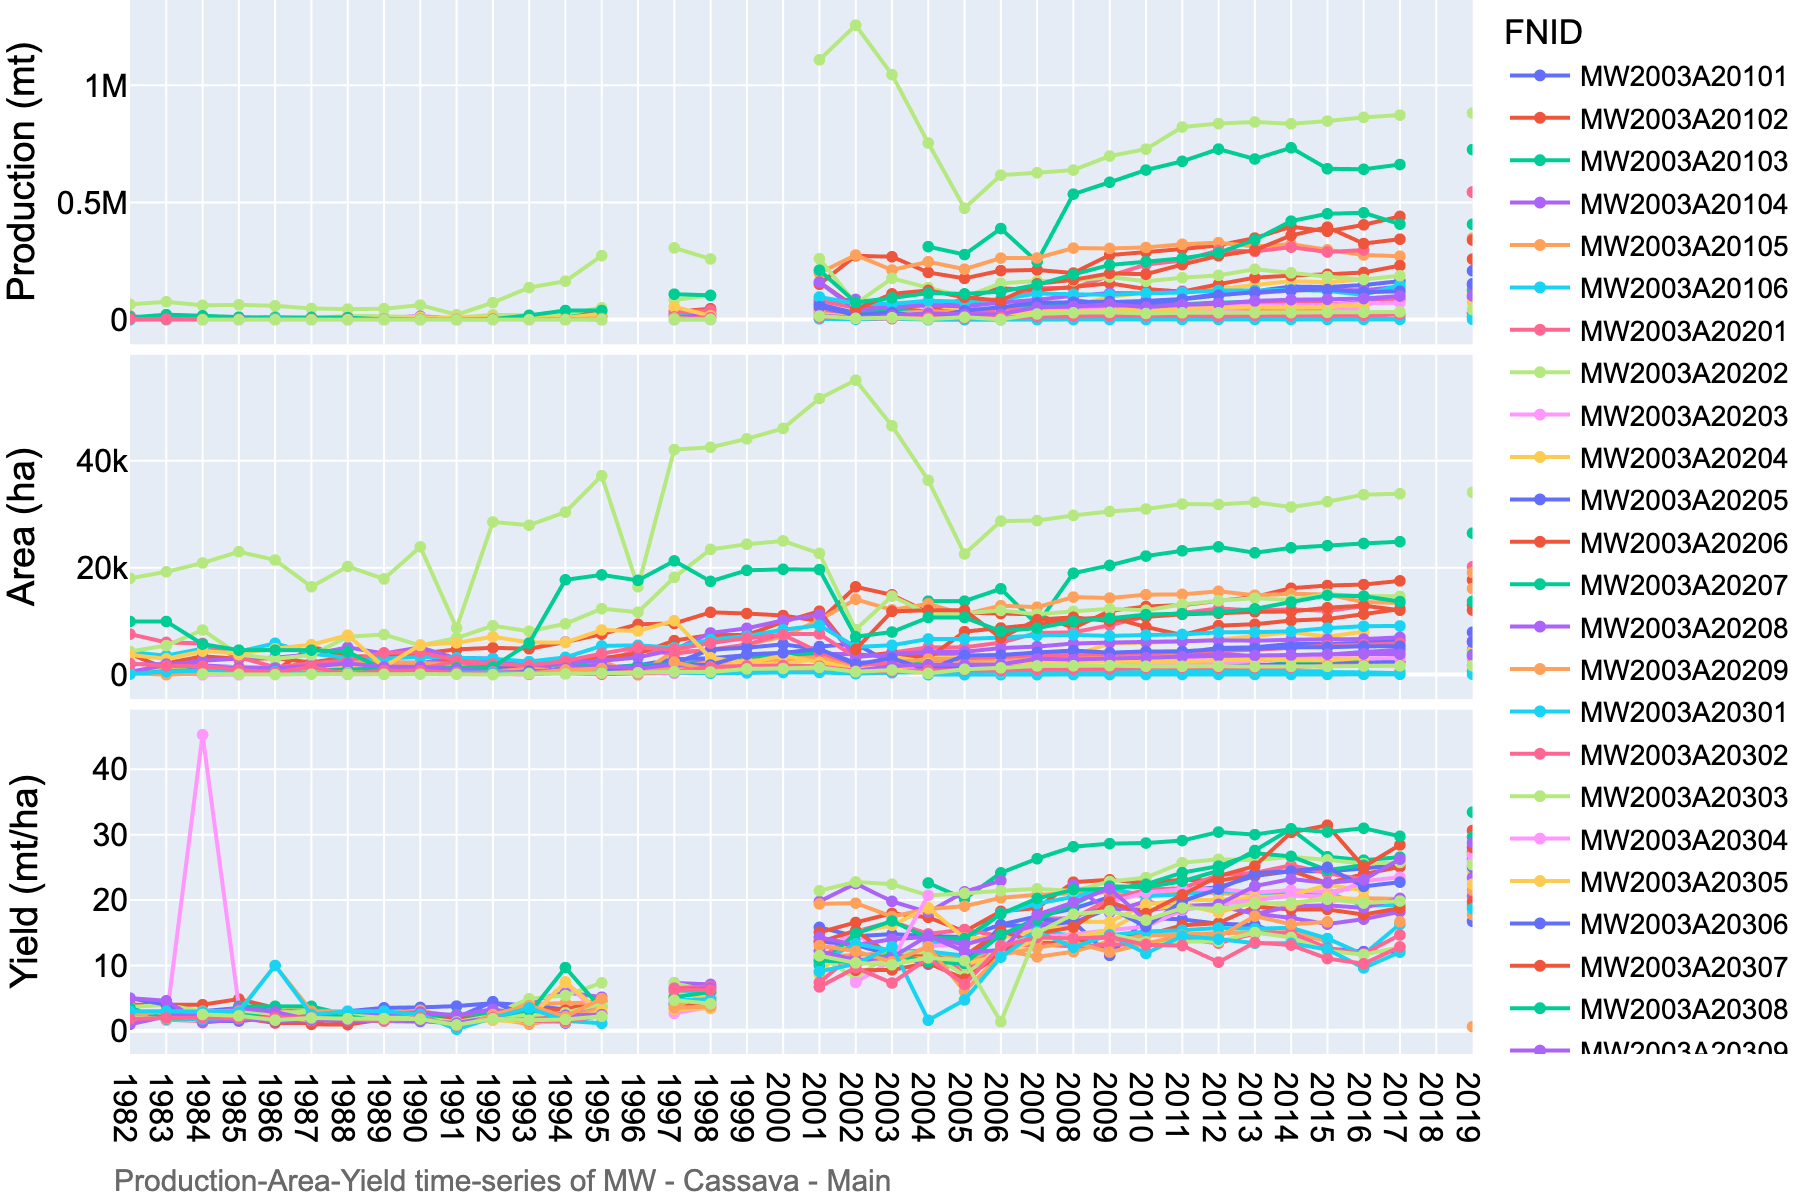 Production (mt)
1M
0.5M
0
Area (ha)
40k
20k
0
Yield (mt/ha)
40
30
20
10
0
1982
1983
1984
1985
1986
1987
1988
1989
1990
1991
1992
1993
1994
1995
1996
1997
1998
1999
2000
2001
2002
2003
2004
2005
2006
2007
2008
2009
2010
2011
2012
2013
2014
2015
2016
2017
2018
2019
FNID
MW2003A20101
MW2003A20102
MW2003A20103
MW2003A20104
MW2003A20105
MW2003A20106
MW2003A20201
MW2003A20202
MW2003A20203
MW2003A20204
MW2003A20205
MW2003A20206
MW2003A20207
MW2003A20208
MW2003A20209
MW2003A20301
MW2003A20302
MW2003A20303
MW2003A20304
MW2003A20305
MW2003A20306
MW2003A20307
MW2003A20308
MW2003A20309
Production-Area-Yield time-series of MW - Cassava - Main